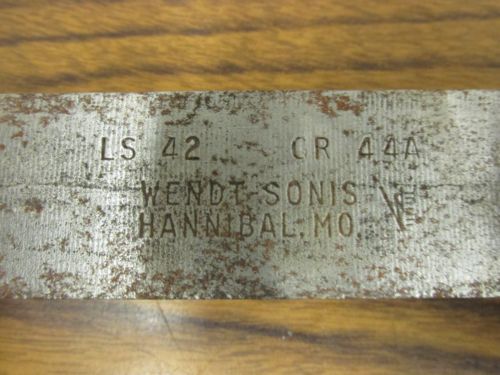 LS 42 CR 44A
WENDT-SONIS
HANNIBAL, MO.